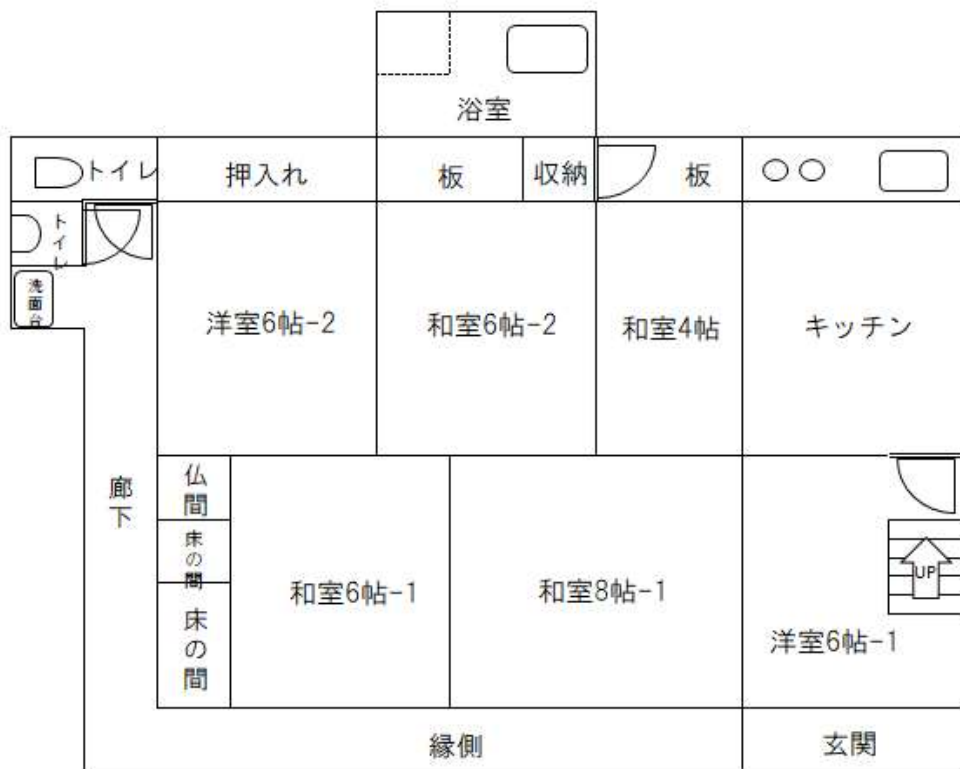 浴室
トイレ
押入れ
板
収納
板
トイレ
洗面台
洋室6帖-2
和室6帖-2
和室4帖
キッチン
廊下
仏間
床の間
床の間
和室6帖-1
和室8帖-1
UP
洋室6帖-1
縁側
玄関